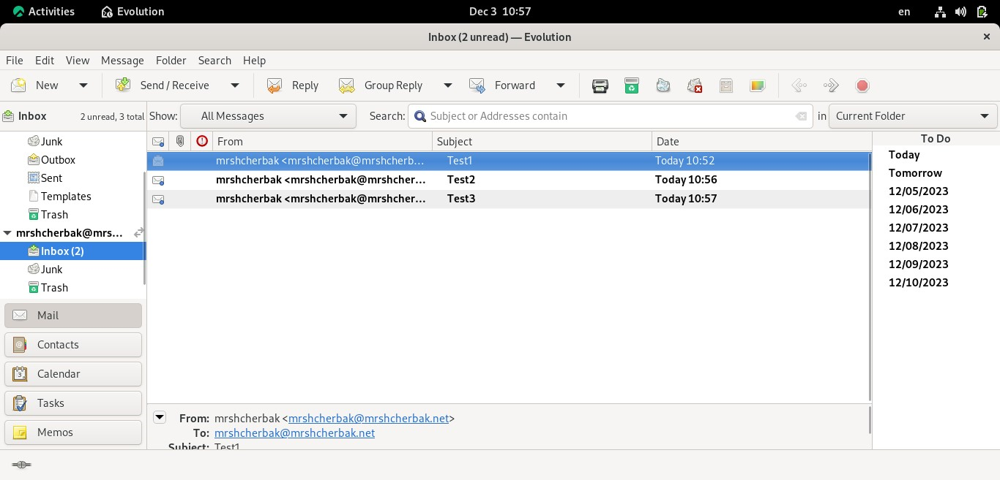 Activities Evolution Dec 3 10:57 en
Inbox (2 unread) — Evolution ×
File Edit View Message Folder Search Help
New Send / Receive Reply Group Reply Forward
Inbox 2 unread, 3 total Show: All Messages Search: Subject or Addresses contain in Current Folder
Junk
Outbox
Sent
Templates
Trash
mrshcherbak@mrs...
Inbox (2)
Junk
Trash
Mail
Contacts
3 Calendar
Tasks
Memos
From Subject Date
mrshcherbak <mrshcherbak@mrshcherb... Test1 Today 10:52
mrshcherbak <mrshcherbak@mrshcher... Test2 Today 10:56
mrshcherbak <mrshcherbak@mrshcher... Test3 Today 10:57
From: mrshcherbak <mrshcherbak@mrshcherbak.net>
To: mrshcherbak@mrshcherbak.net
Subject: Test1
To Do
Today
Tomorrow
12/05/2023
12/06/2023
12/07/2023
12/08/2023
12/09/2023
12/10/2023